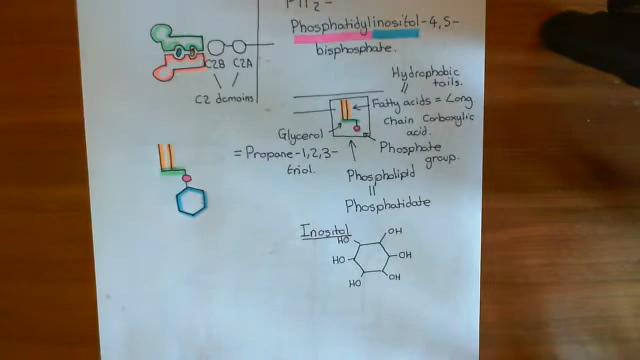 Phosphatidylinositol-4,5-
bisphosphate.
C2B C2A
C2 domains
Hydrophobic
tails.
Fatty acids = Long
chain Carboxylic
acid.
Glycerol
= Propane-1,2,3-
triol.
Phosphate
group.
Phospholipid
Phosphatidate
Inositol
HO OH
HO OH
HO OH